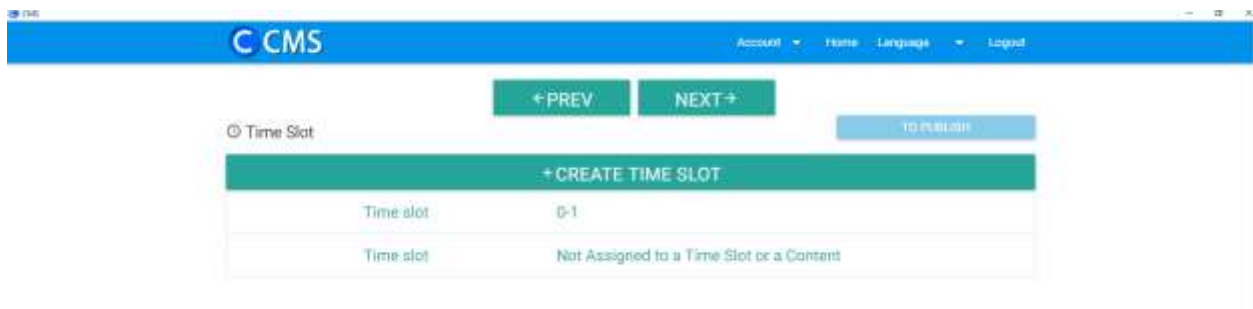 CMS
C CMS
Account Home Language Logout
←PREV NEXT→
Time Slot
TO PUBLISH
+CREATE TIME SLOT
Time slot 0-1
Time slot Not Assigned to a Time Slot or a Content